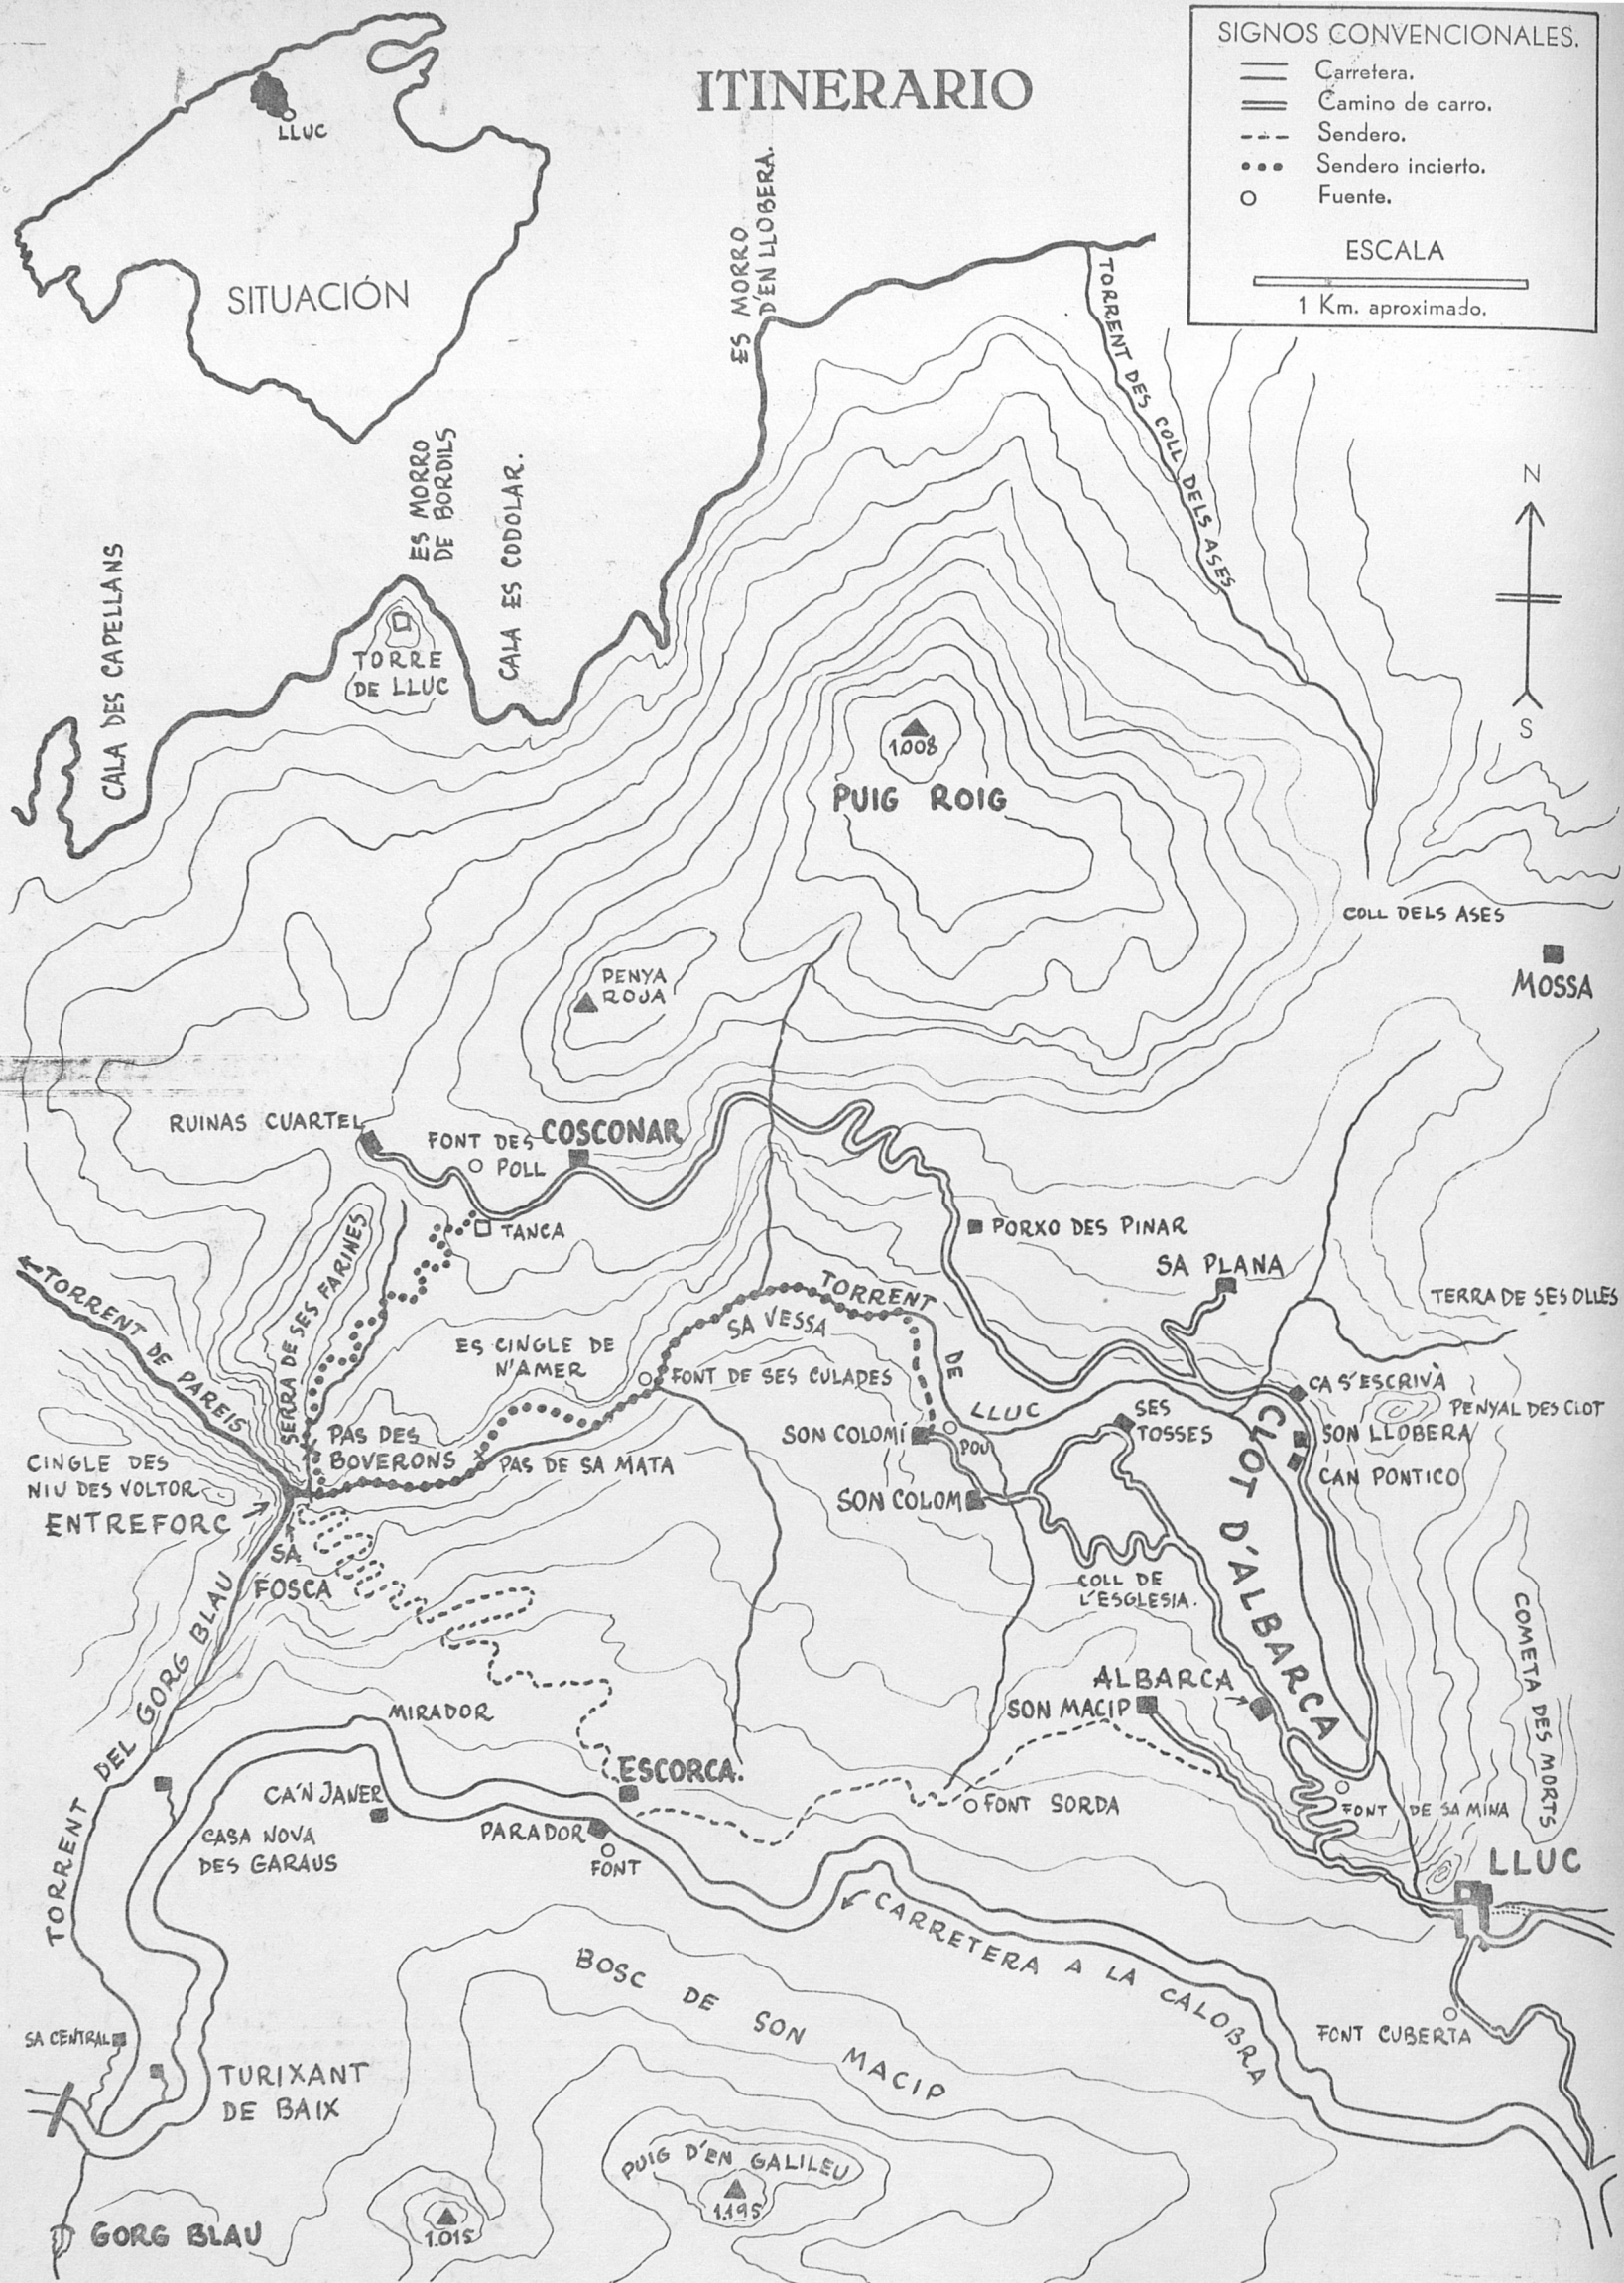 ITINERARIO
SIGNOS CONVENCIONALES.
Carretera.
Camino de carro.
Sendero.
Sendero incierto.
Fuente.
ESCALA
1 Km. aproximado.
LLUC
SITUACIÓN
ES MORRO
D'EN LLOBERA.
TORRENT DES COLL DELS ASES
ES MORRO
DE BORDILS
CALA ES CODOLAR.
CALA DES CAPELLANS
N
S
TORRE
DE LLUC
1.008
PUIG ROIG
COLL DELS ASES
MOSSA
PENYA
ROJA
RUINAS CUARTEL
FONT DES
POLL
COSCONAR
TANCA
PORXO DES PINAR
SA PLANA
TERRA DE SES OLLES
TORRENT DE PAREIS
SERRA DE SES FARINES
TORRENT DE LLUC
SA VESSA
ES CINGLE DE
N'AMER
FONT DE SES CULADES
CA S'ESCRIVÀ
PENYAL DES CLOT
SON LLOBERA
CAN PONTICO
SES
TOSSES
SON COLOMÍ
POU
PAS DES
BOVERONS
PAS DE SA MATA
CINGLE DES
NIU DES VOLTOR
ENTREFORC
SON COLOM
CLOT D'ALBARCA
SA
FOSCA
COLL DE
L'ESGLESIA.
COMETA DES MORTS
TORRENT DEL GORG BLAU
MIRADOR
ALBARCA
SON MACIP
ESCORCA.
CA'N JANER
FONT SORDA
FONT DE SA MINA
PARADOR
FONT
CASA NOVA
DES GARAUS
LLUC
CARRETERA A LA CALOBRA
BOSC DE SON MACIP
FONT CUBERTA
SA CENTRAL
TURIXANT
DE BAIX
PUIG D'EN GALILEU
1.195
1.015
GORG BLAU